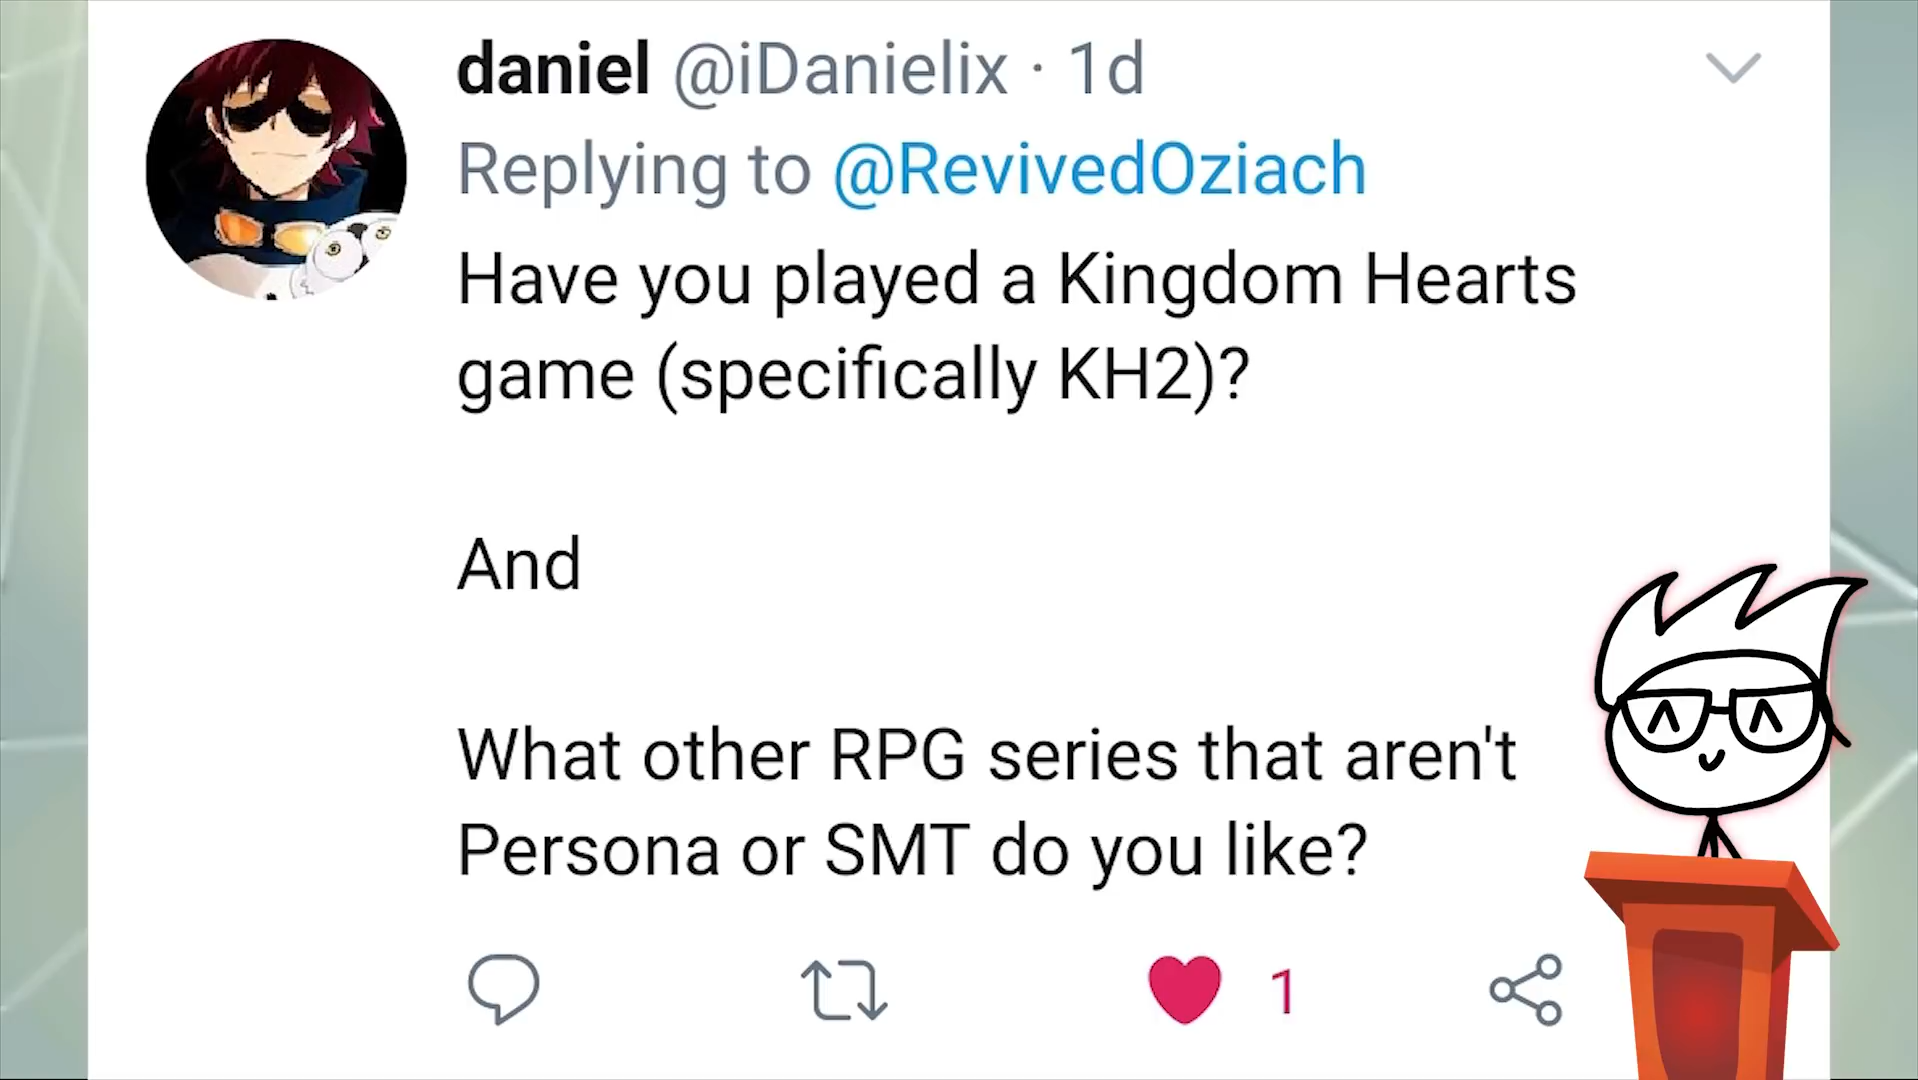 daniel @iDanielix · 1d
Replying to @RevivedOziach
Have you played a Kingdom Hearts
game (specifically KH2)?
And
What other RPG series that aren't
Persona or SMT do you like?
1